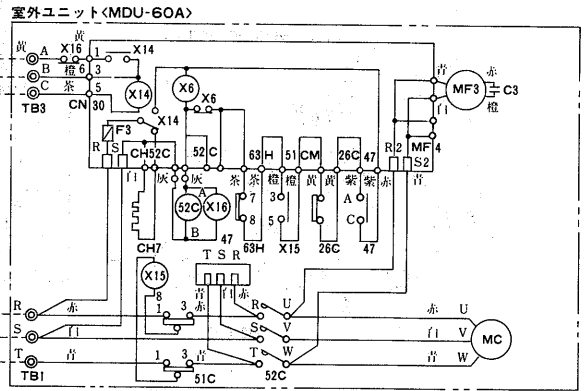 室外ユニット〈MDU-60A〉
黄
黄 A X16 1 X14
B 橙 6 3
C 茶 5
TB3 CN 30
X14
X6
X6
青 赤
MF3 C3
橙
青 白
F3 X14
R S
CH 52C 52 C 63 H 51 CM 26C 47
R 2 MF 4
S2
白 灰 灰 茶 茶 橙 橙 黄 黄 紫 紫 赤 青
A
52C X16
B
7 3 A
8 5 C
47 63H X15 26C 47
CH7
T S R
X15
8
青 白 赤
R 赤 1 3 赤 R U 赤 U
S S V 白 V MC
T 青 1 3 青 T W 青 W
TB1 51C 52C